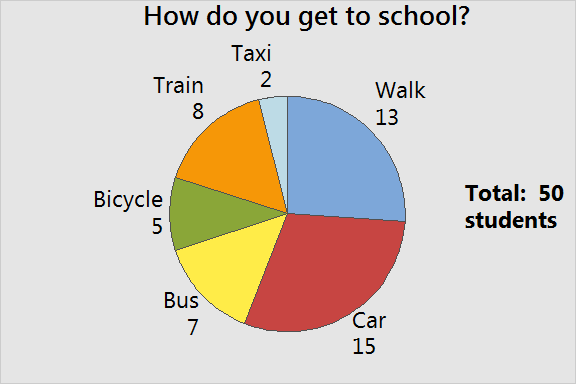 How do you get to school?
Taxi
2
Train
8
Walk
13
Bicycle
5
Total:  50
students
Bus
7
Car
15